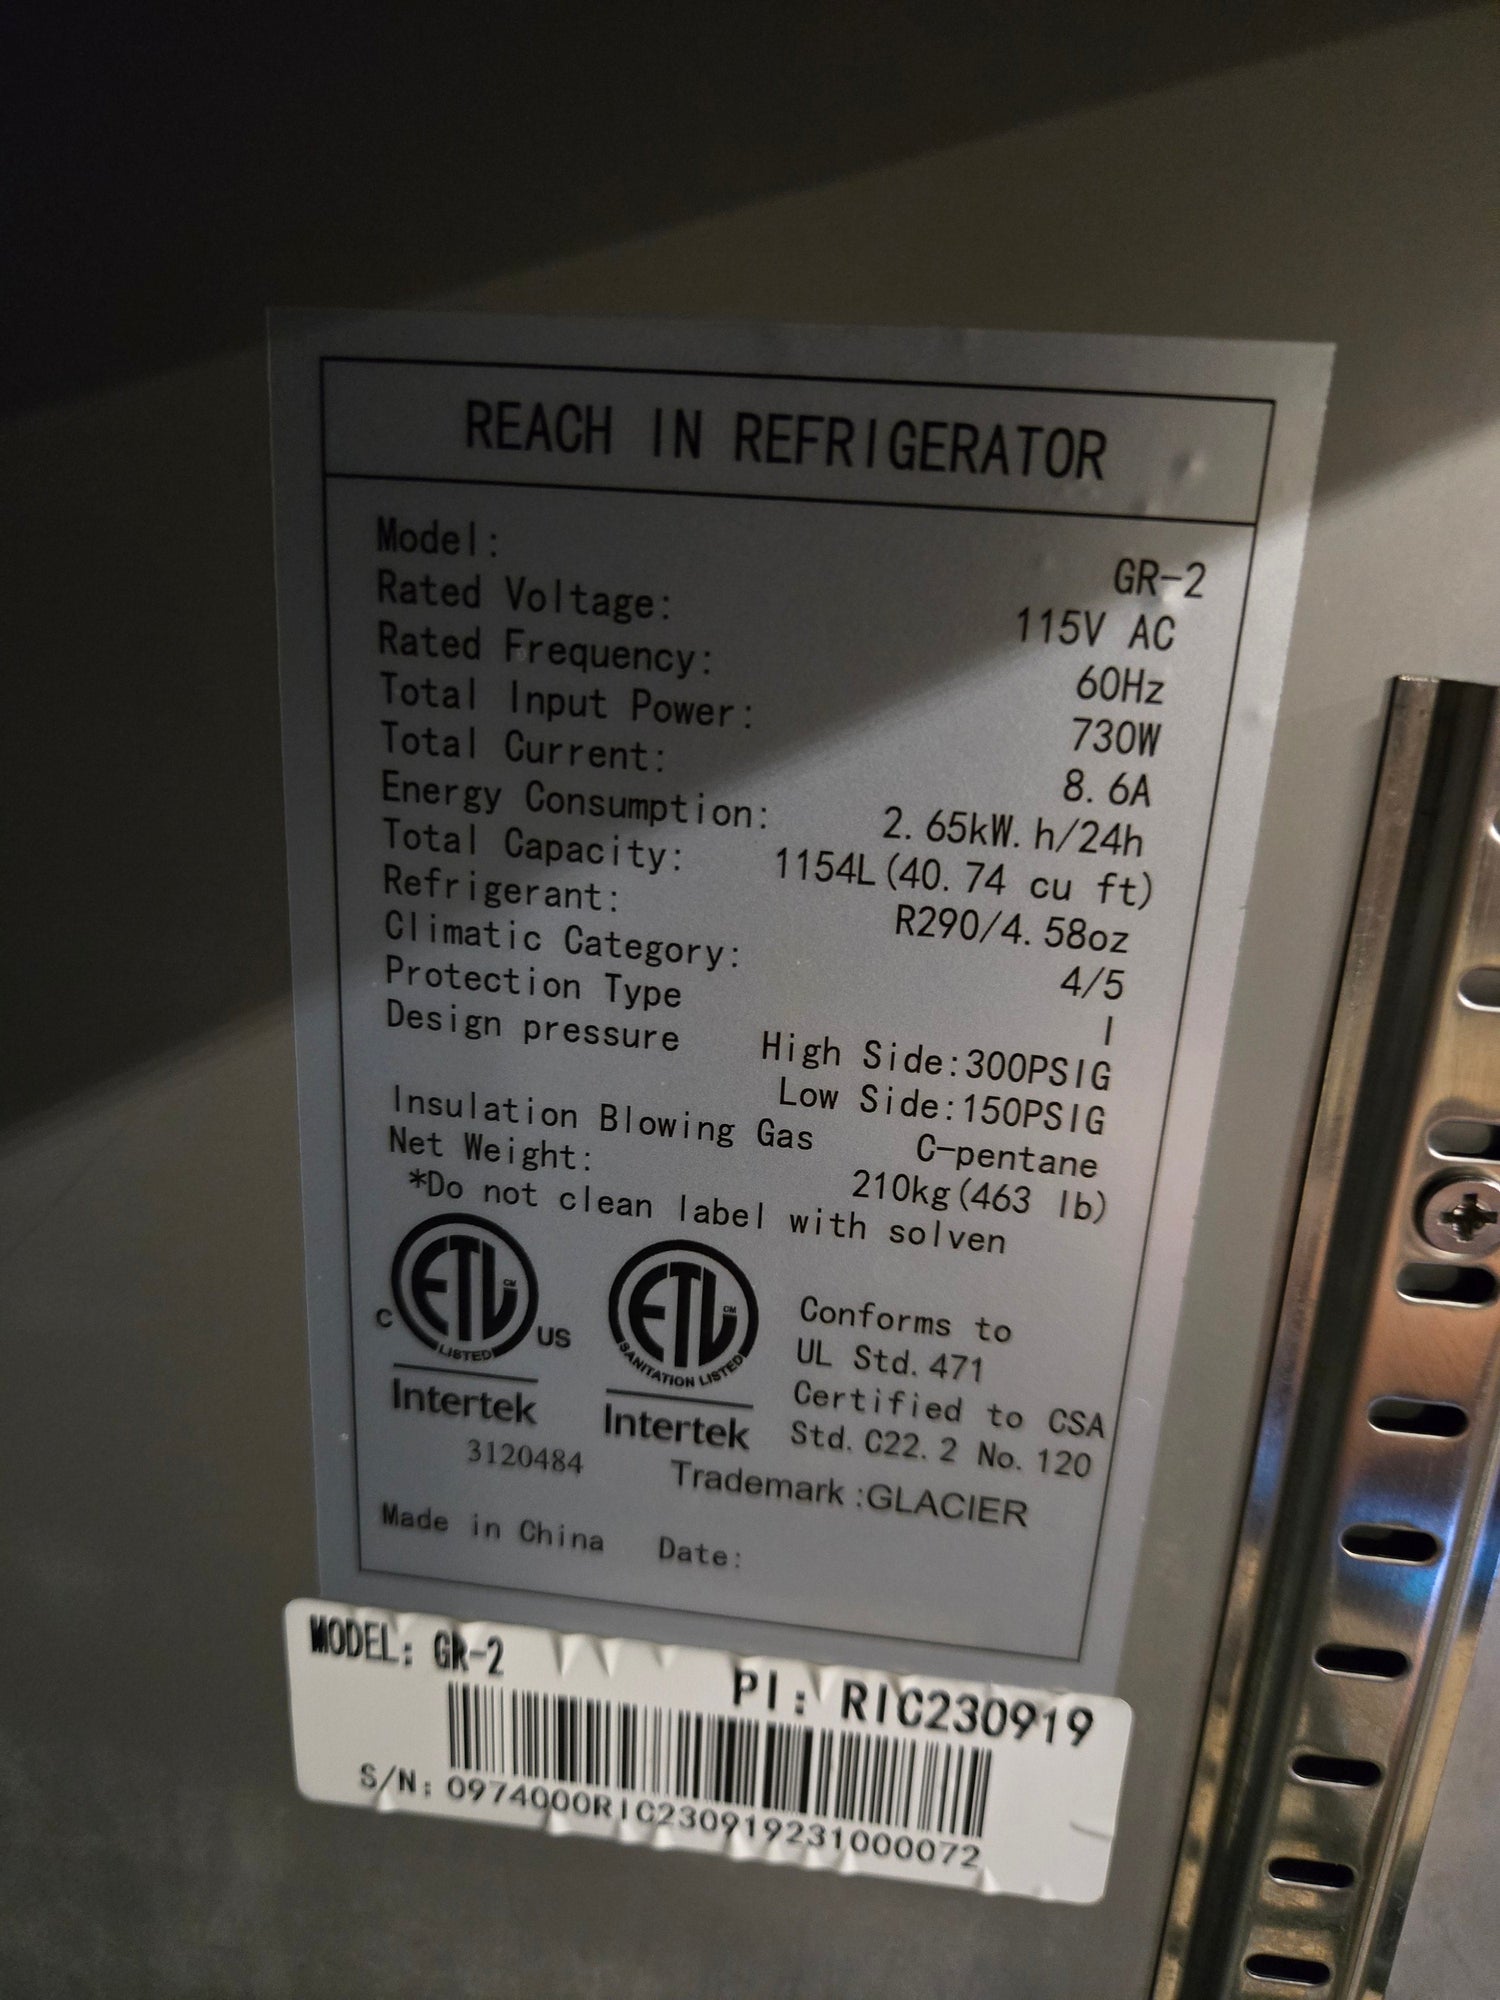 REACH IN REFRIGERATOR
Model: GR-2
Rated Voltage: 115V AC
Rated Frequency: 60Hz
Total Input Power: 730W
Total Current: 8.6A
Energy Consumption: 2.65kW.h/24h
Total Capacity: 1154L(40.74 cu ft)
Refrigerant: R290/4.58oz
Climatic Category: 4/5
Protection Type I
Design pressure High Side:300PSIG
Low Side:150PSIG
Insulation Blowing Gas C-pentane
Net Weight: 210kg(463 lb)
*Do not clean label with solven
ETL CM
LISTED
C US
Intertek
3120484
ETL CM
SANITATION LISTED
Intertek
Conforms to
UL Std.471
Certified to CSA
Std.C22.2 No.120
Trademark :GLACIER
Made in China Date:
MODEL: GR-2
PI: RIC230919
S/N: 0974000RIC230919231000072